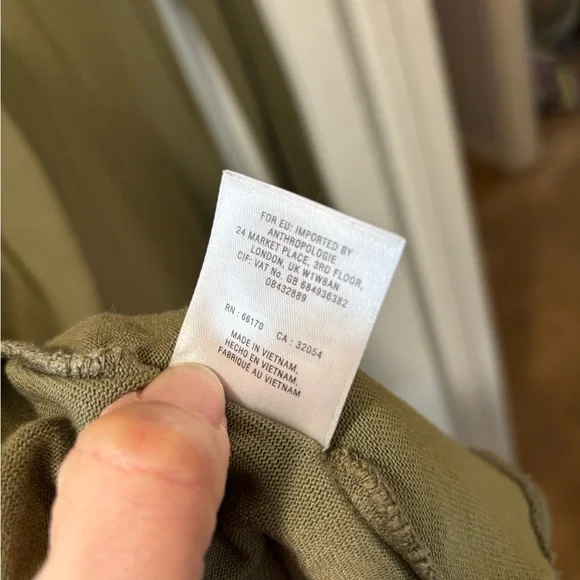 FOR EU: IMPORTED BY
ANTHROPOLOGIE
24 MARKET PLACE, 3RD FLOOR,
LONDON, UK W1W8AN
CIF: VAT No. GB 684936382
08432889
RN : 66170 CA : 32054
MADE IN VIETNAM,
HECHO EN VIETNAM,
FABRIQUÉ AU VIETNAM